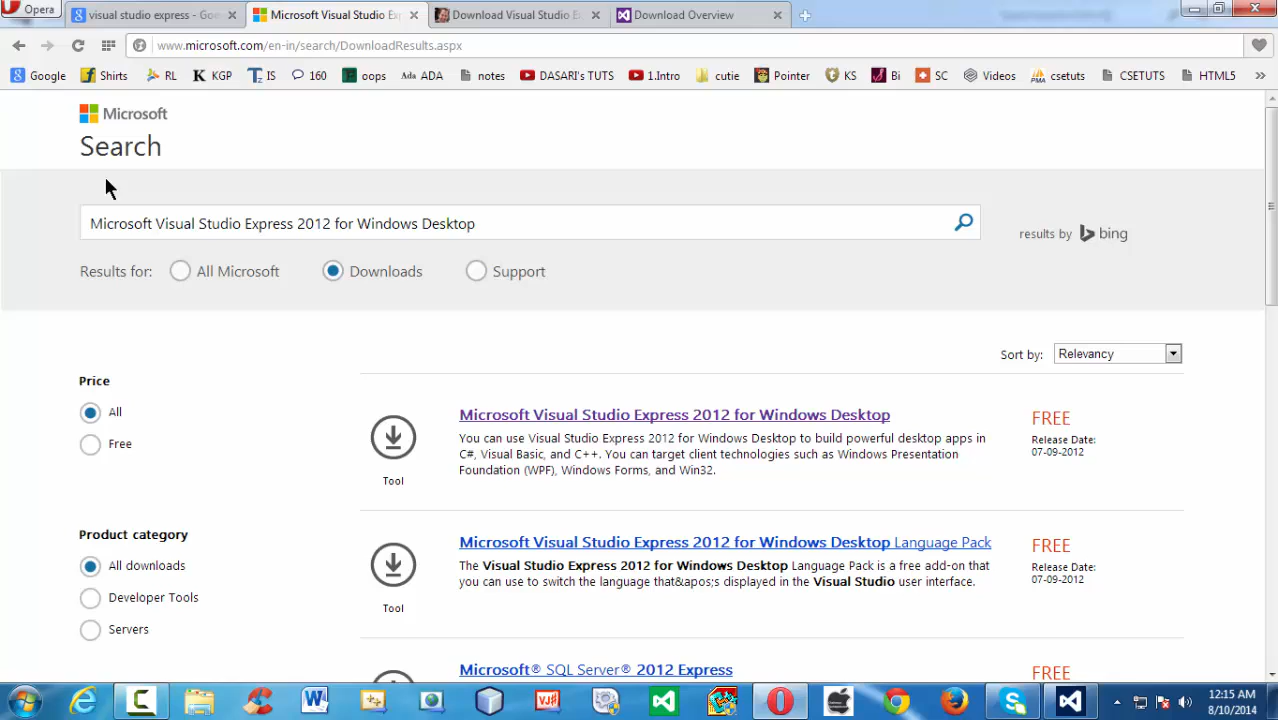 Opera
visual studio express - Goo
Microsoft Visual Studio Exp
Download Visual Studio E
Download Overview
www.microsoft.com/en-in/search/DownloadResults.aspx
Google Shirts RL KGP IS 160 oops Ada ADA notes DASARI's TUTS 1.Intro cutie Pointer KS Bi SC Videos PMA csetuts CSETUTS HTML5 »
Microsoft
Search
Microsoft Visual Studio Express 2012 for Windows Desktop
results by bing
Results for: All Microsoft Downloads Support
Sort by: Relevancy
Price
All
Free
Product category
All downloads
Developer Tools
Servers
Microsoft Visual Studio Express 2012 for Windows Desktop
You can use Visual Studio Express 2012 for Windows Desktop to build powerful desktop apps in
C#, Visual Basic, and C++. You can target client technologies such as Windows Presentation
Foundation (WPF), Windows Forms, and Win32.
Tool
FREE
Release Date:
07-09-2012
Microsoft Visual Studio Express 2012 for Windows Desktop Language Pack
The Visual Studio Express 2012 for Windows Desktop Language Pack is a free add-on that
you can use to switch the language that&apos;s displayed in the Visual Studio user interface.
Tool
FREE
Release Date:
07-09-2012
Microsoft® SQL Server® 2012 Express
FREE
12:15 AM
8/10/2014